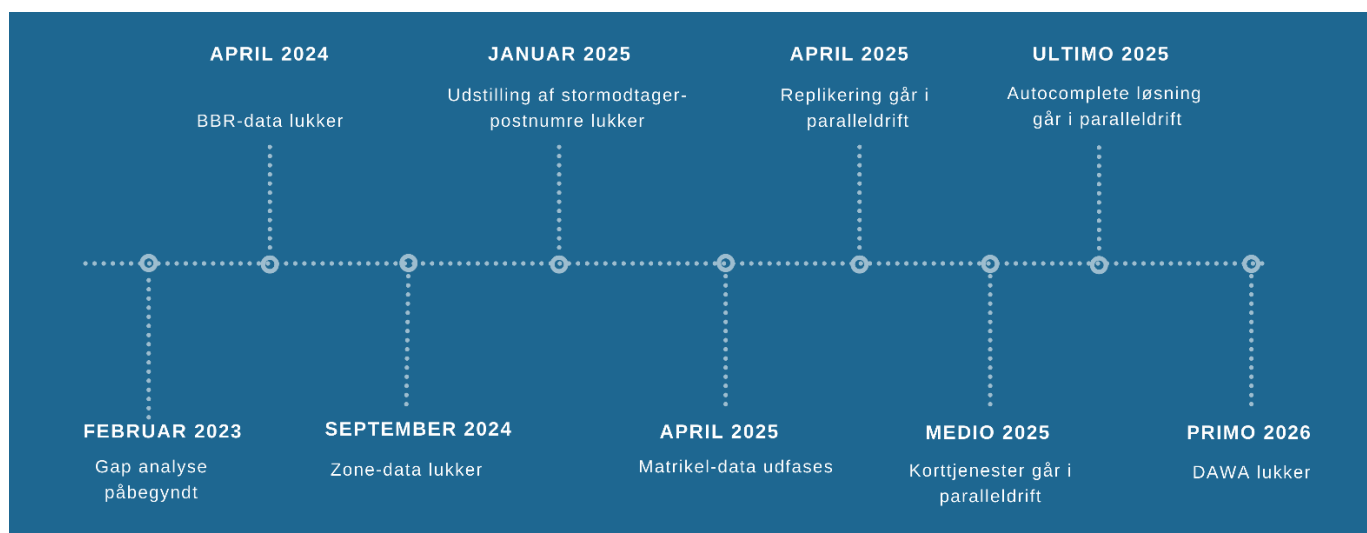 APRIL 2024
BBR-data lukker
JANUAR 2025
Udstilling af stormodtager-
postnumre lukker
APRIL 2025
Replikering går i
paralleldrift
ULTIMO 2025
Autocomplete løsning
går i paralleldrift
FEBRUAR 2023
Gap analyse
påbegyndt
SEPTEMBER 2024
Zone-data lukker
APRIL 2025
Matrikel-data udfases
MEDIO 2025
Korttjenester går i
paralleldrift
PRIMO 2026
DAWA lukker